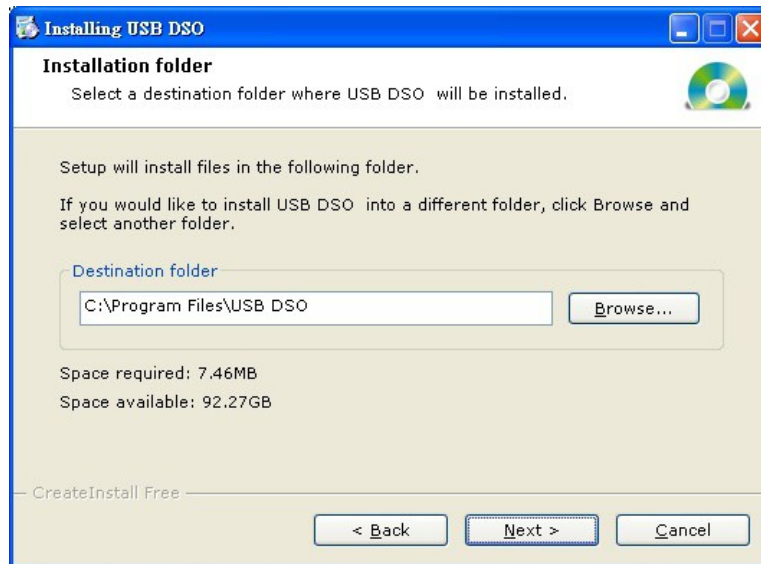 Installing USB DSO
Installation folder
Select a destination folder where USB DSO will be installed.
Setup will install files in the following folder.
If you would like to install USB DSO into a different folder, click Browse and
select another folder.
Destination folder
C:\Program Files\USB DSO
Browse...
Space required: 7.46MB
Space available: 92.27GB
CreateInstall Free
< Back
Next >
Cancel